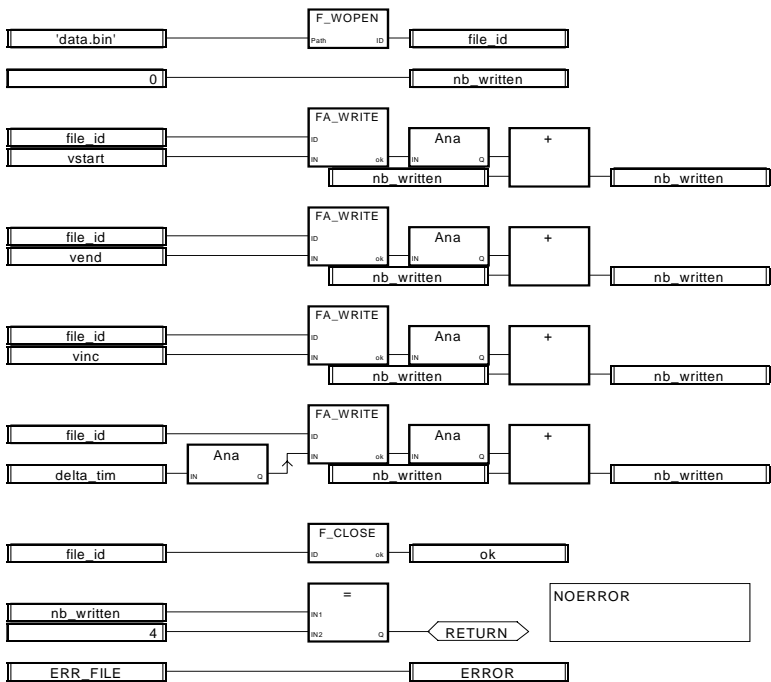 F_WOPEN
'data.bin' Path ID file_id
0 nb_written
FA_WRITE
file_id ID Ana +
vstart IN ok IN Q
nb_written nb_written
FA_WRITE
file_id ID Ana +
vend IN ok IN Q
nb_written nb_written
FA_WRITE
file_id ID Ana +
vinc IN ok IN Q
nb_written nb_written
FA_WRITE
file_id ID Ana +
Ana IN ok IN Q
delta_tim IN Q nb_written nb_written
F_CLOSE
file_id ID ok ok
= NOERROR
nb_written IN1
4 IN2 Q RETURN
ERR_FILE ERROR